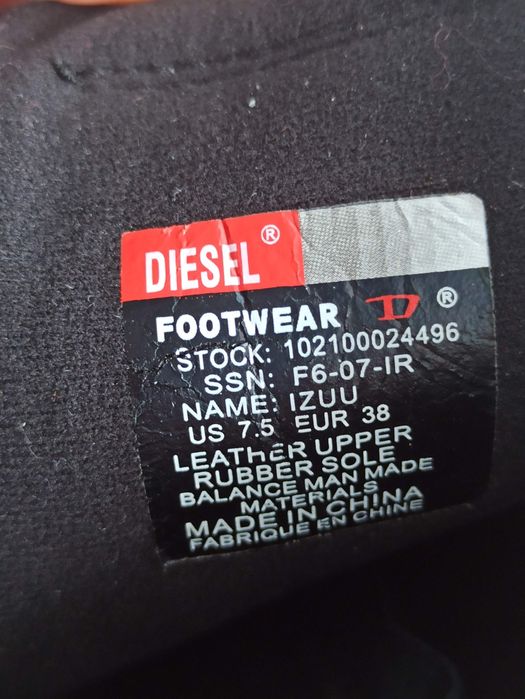 DIESEL®
FOOTWEAR D®
STOCK: 102100024496
SSN: F6-07-IR
NAME: IZUU
US 7.5 EUR 38
LEATHER UPPER
RUBBER SOLE
BALANCE MAN MADE
MATERIALS
MADE IN CHINA
FABRIQUE EN CHINE